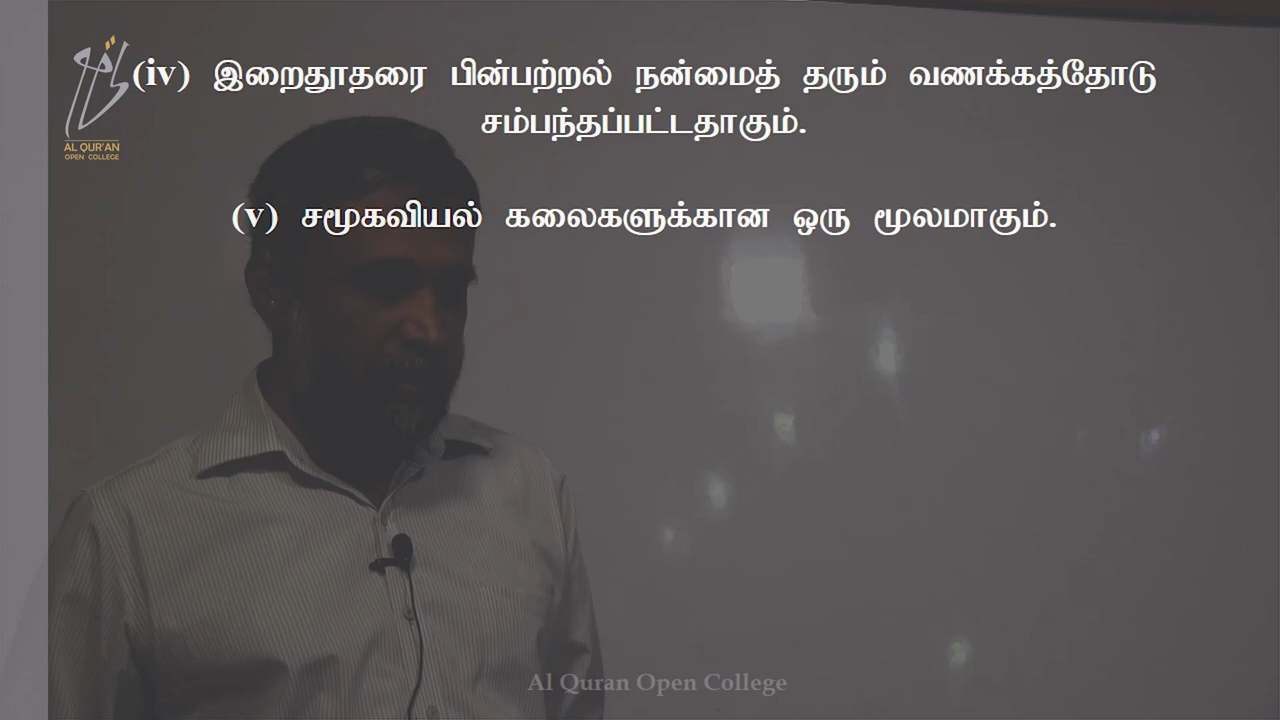 (iv) இறைதூதரை பின்பற்றல் நன்மைத் தரும் வணக்கத்தோடு
சம்பந்தப்பட்டதாகும்.
AL QUR'AN
OPEN COLLEGE
(v) சமூகவியல் கலைகளுக்கான ஒரு மூலமாகும்.
Al Quran Open College